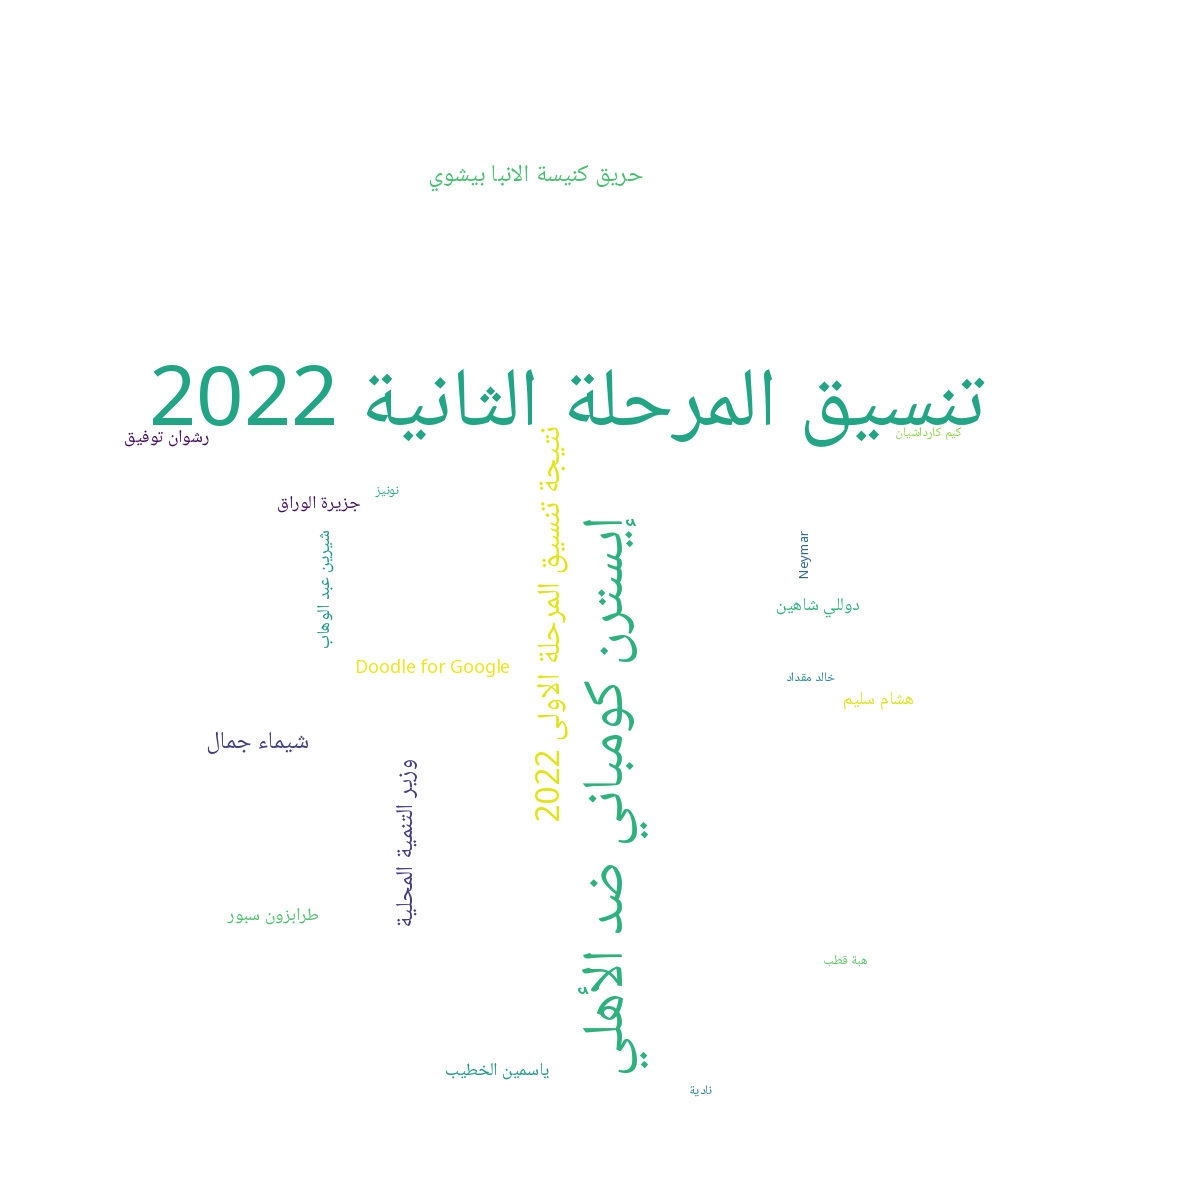 حريق كنيسة الانبا بيشوي
تنسيق المرحلة الثانية 2022
كيم كارداشيان
رشوان توفيق
نتيجة تنسيق المرحلة الاولى 2022
نونيز
جزيرة الوراق
إيسترن كومباني ضد الأهلي
شيرين عبد الوهاب
Neymar
دوللي شاهين
Doodle for Google
خالد مقداد
هشام سليم
شيماء جمال
وزير التنمية المحلية
طرابزون سبور
هبة قطب
ياسمين الخطيب
نادية